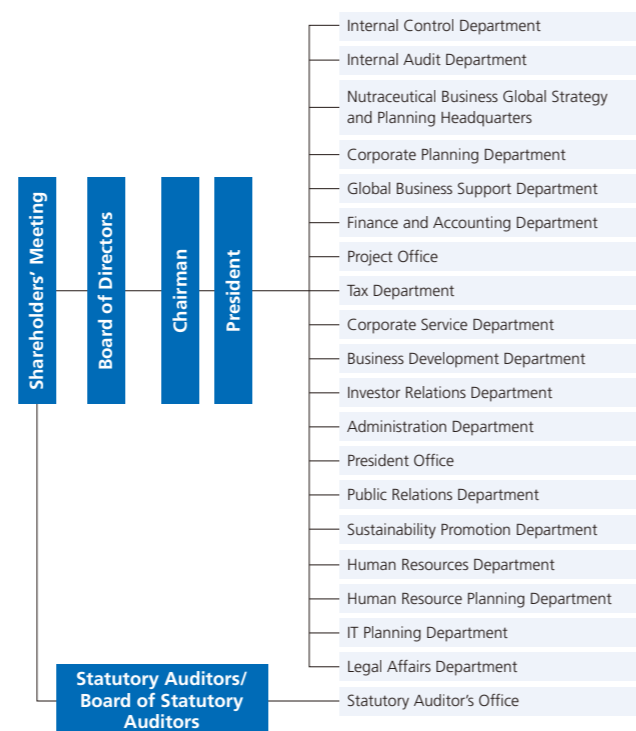 Shareholders' Meeting
Board of Directors
Chairman
President
Internal Control Department
Internal Audit Department
Nutraceutical Business Global Strategy
and Planning Headquarters
Corporate Planning Department
Global Business Support Department
Finance and Accounting Department
Project Office
Tax Department
Corporate Service Department
Business Development Department
Investor Relations Department
Administration Department
President Office
Public Relations Department
Sustainability Promotion Department
Human Resources Department
Human Resource Planning Department
IT Planning Department
Legal Affairs Department
Statutory Auditors/
Board of Statutory
Auditors
Statutory Auditor's Office